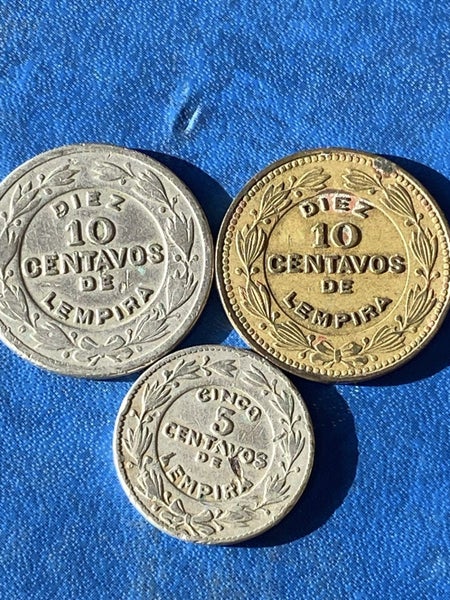 DIEZ
10
CENTAVOS
DE
LEMPIRA
DIEZ
10
CENTAVOS
DE
LEMPIRA
CINCO
5
CENTAVOS
DE
LEMPIRA